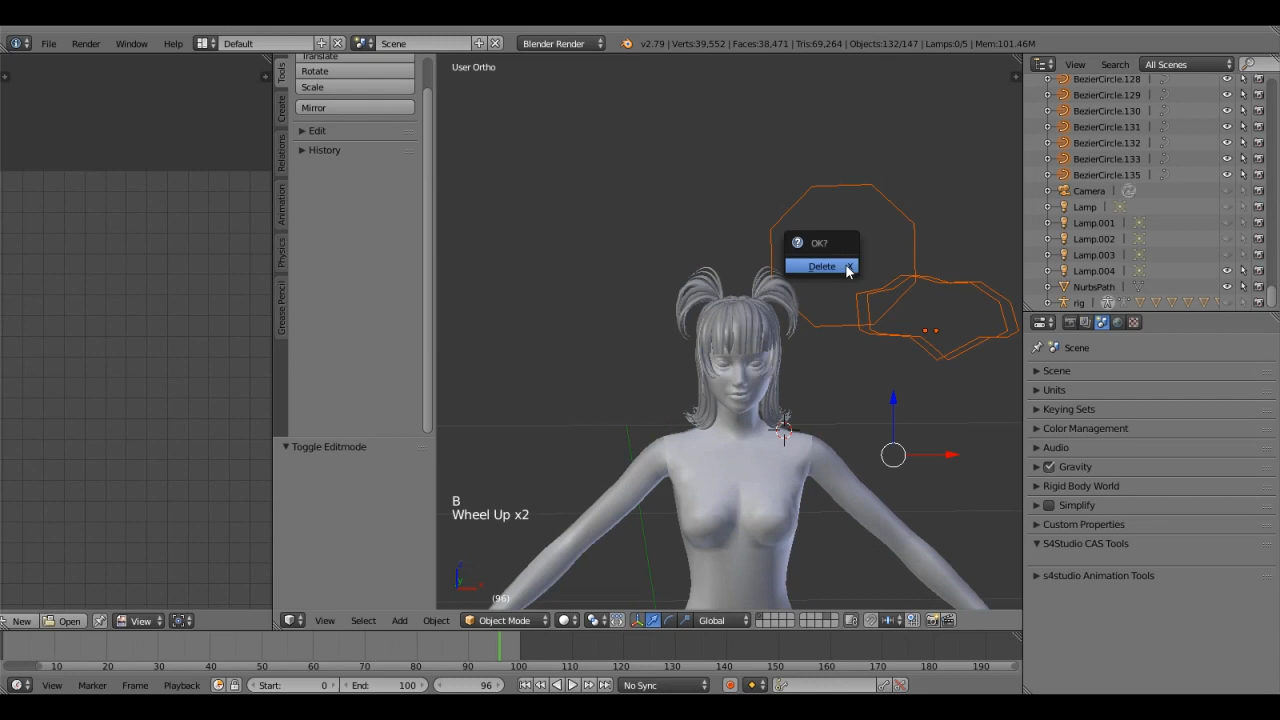 File Render Window Help Default Scene Blender Render v2.79 | Verts:39,552 | Faces:38,471 | Tris:69,264 | Objects:132/147 | Lamps:0/5 | Mem:101.46M
Translate
Rotate
Scale
Mirror
Edit
History
Toggle Editmode
Tools
Create
Relations
Animation
Physics
Grease Pencil
User Ortho
OK?
Delete X
B
Wheel Up x2
(96)
View Search All Scenes
BezierCircle.128
BezierCircle.129
BezierCircle.130
BezierCircle.131
BezierCircle.132
BezierCircle.133
BezierCircle.135
Camera
Lamp
Lamp.001
Lamp.002
Lamp.003
Lamp.004
NurbsPath
rig
Scene
Scene
Units
Keying Sets
Color Management
Audio
Gravity
Rigid Body World
Simplify
Custom Properties
S4Studio CAS Tools
s4studio Animation Tools
New Open View View Select Add Object Object Mode Global
10 20 30 40 50 60 70 80 90 100 110 120 130 140 150 160 170 180 190
View Marker Frame Playback Start: 0 End: 100 96 No Sync